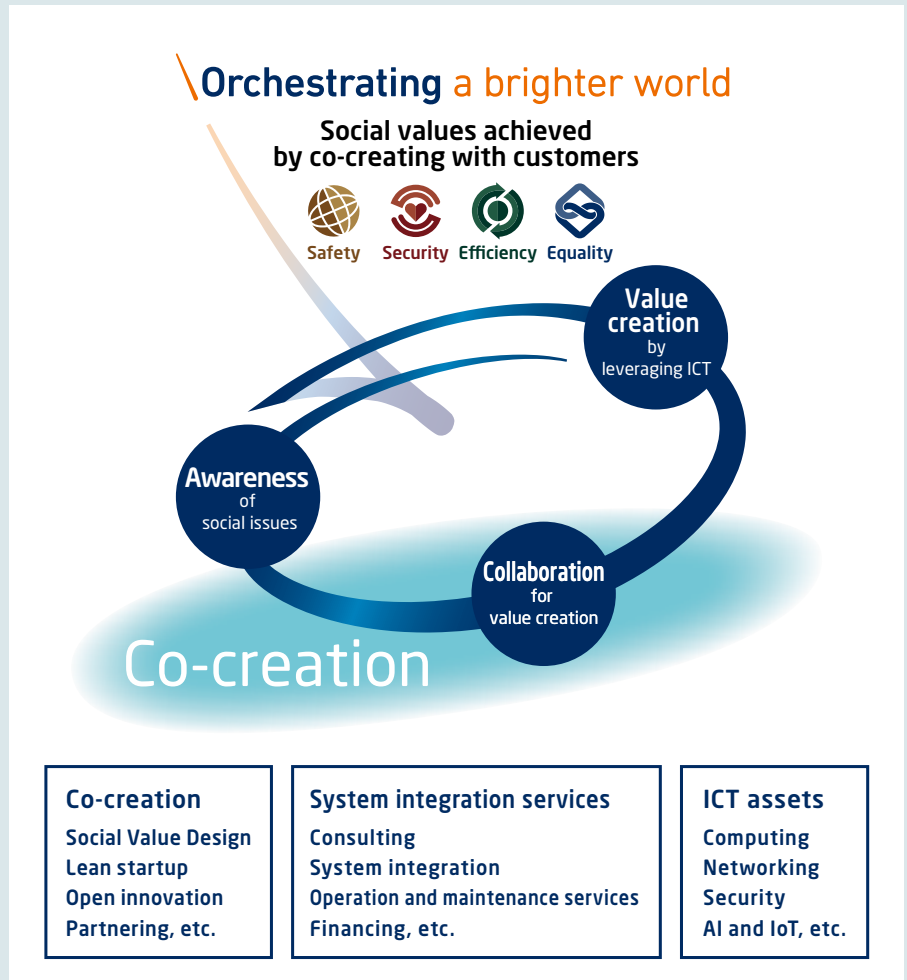 Orchestrating a brighter world
Social values achieved
by co-creating with customers
Safety
Security
Efficiency
Equality
Value
creation
by
leveraging ICT
Awareness
of
social issues
Collaboration
for
value creation
Co-creation
Co-creation
Social Value Design
Lean startup
Open innovation
Partnering, etc.
System integration services
Consulting
System integration
Operation and maintenance services
Financing, etc.
ICT assets
Computing
Networking
Security
AI and IoT, etc.